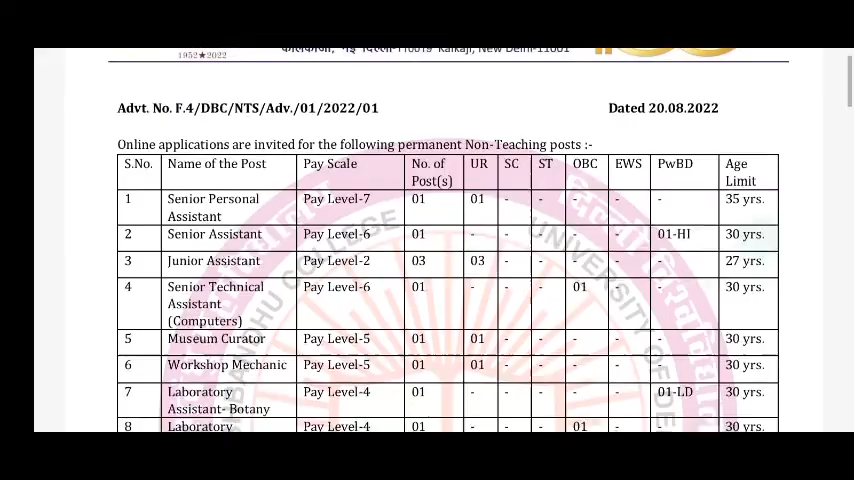 1952★2022
कालकाजी, नई दिल्ली-110019 Kalkaji, New Delhi-11001
Advt. No. F.4/DBC/NTS/Adv./01/2022/01 Dated 20.08.2022
Online applications are invited for the following permanent Non-Teaching posts :-
S.No. Name of the Post Pay Scale No. of Post(s) UR SC ST OBC EWS PwBD Age Limit
1 Senior Personal Assistant Pay Level-7 01 01 - - - - - 35 yrs.
2 Senior Assistant Pay Level-6 01 - - - - - 01-HI 30 yrs.
3 Junior Assistant Pay Level-2 03 03 - - - - - 27 yrs.
4 Senior Technical Assistant (Computers) Pay Level-6 01 - - - 01 - - 30 yrs.
5 Museum Curator Pay Level-5 01 01 - - - - - 30 yrs.
6 Workshop Mechanic Pay Level-5 01 01 - - - - - 30 yrs.
7 Laboratory Assistant- Botany Pay Level-4 01 - - - - - 01-LD 30 yrs.
8 Laboratory Pay Level-4 01 - - - 01 - - 30 yrs.